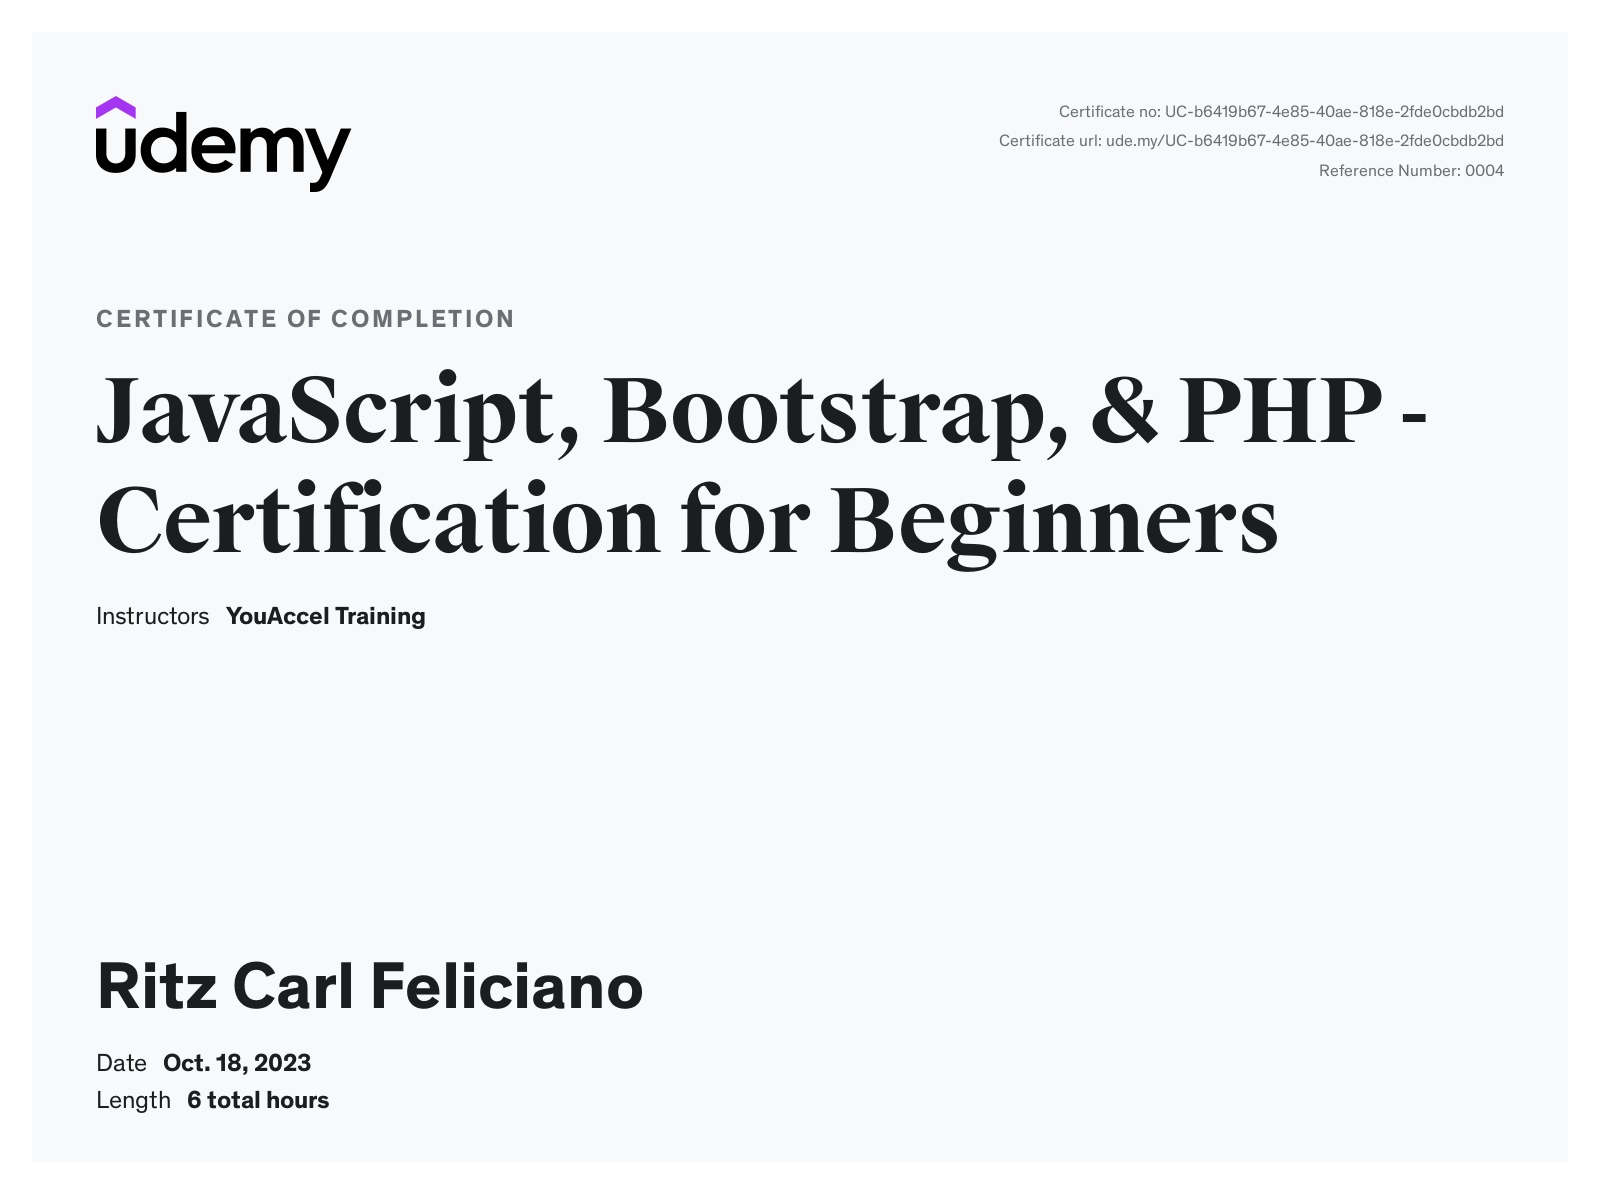 udemy
Certificate no: UC-b6419b67-4e85-40ae-818e-2fde0cbdb2bd
Certificate url: ude.my/UC-b6419b67-4e85-40ae-818e-2fde0cbdb2bd
Reference Number: 0004
CERTIFICATE OF COMPLETION
JavaScript, Bootstrap, & PHP -
Certification for Beginners
Instructors YouAccel Training
Ritz Carl Feliciano
Date Oct. 18, 2023
Length 6 total hours